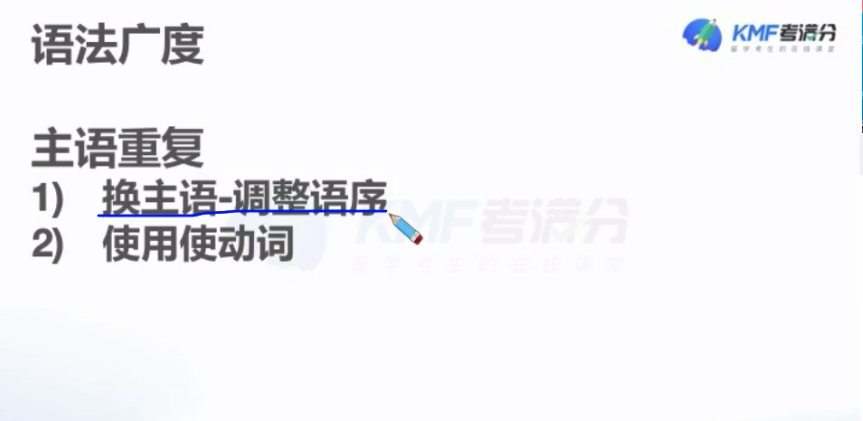 语法广度
KMF考满分
留学考生的在线课堂
主语重复
1) 换主语-调整语序
2) 使用使动词
KMF考满分
留学考生的在线课堂